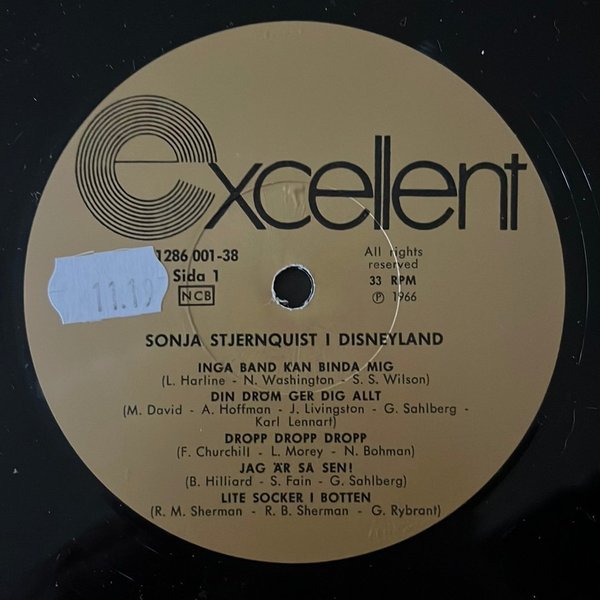 excellent
1286 001-38
Sida 1
NCB
11.19
All rights
reserved
33 RPM
Ⓟ 1966
SONJA STJERNQUIST I DISNEYLAND
INGA BAND KAN BINDA MIG
(L. Harline - N. Washington - S. S. Wilson)
DIN DRÖM GER DIG ALLT
(M. David - A. Hoffman - J. Livingston - G. Sahlberg -
Karl Lennart)
DROPP DROPP DROPP
(F. Churchill - L. Morey - N. Bohman)
JAG ÄR SA SEN!
(B. Hilliard - S. Fain - G. Sahlberg)
LITE SOCKER I BOTTEN
(R. M. Sherman - R. B. Sherman - G. Rybrant)